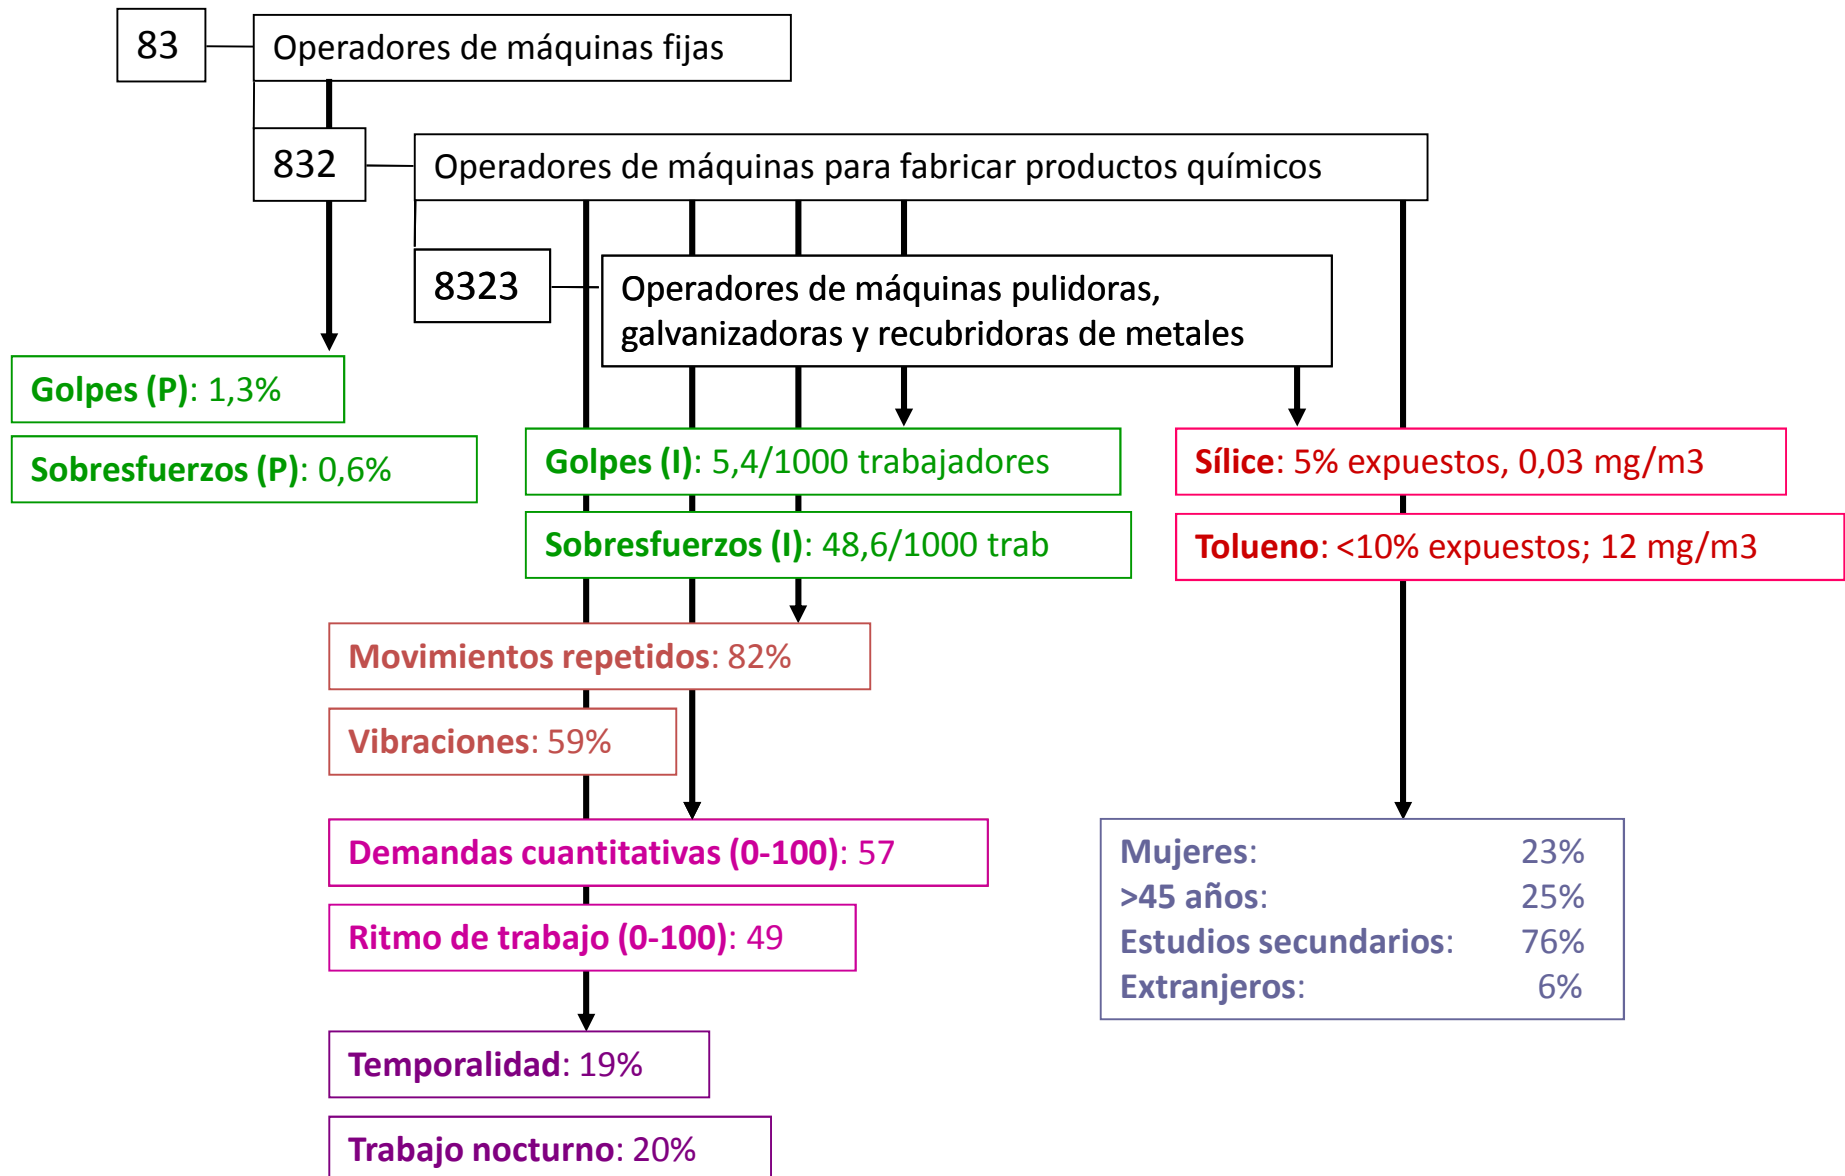 83
Operadores de máquinas fijas
832
Operadores de máquinas para fabricar productos químicos
8323
Operadores de máquinas pulidoras,
galvanizadoras y recubridoras de metales
Golpes (P): 1,3%
Sobresfuerzos (P): 0,6%
Golpes (I): 5,4/1000 trabajadores
Sobresfuerzos (I): 48,6/1000 trab
Sílice: 5% expuestos, 0,03 mg/m3
Tolueno: <10% expuestos; 12 mg/m3
Movimientos repetidos: 82%
Vibraciones: 59%
Demandas cuantitativas (0-100): 57
Ritmo de trabajo (0-100): 49
Mujeres: 23%
>45 años: 25%
Estudios secundarios: 76%
Extranjeros: 6%
Temporalidad: 19%
Trabajo nocturno: 20%